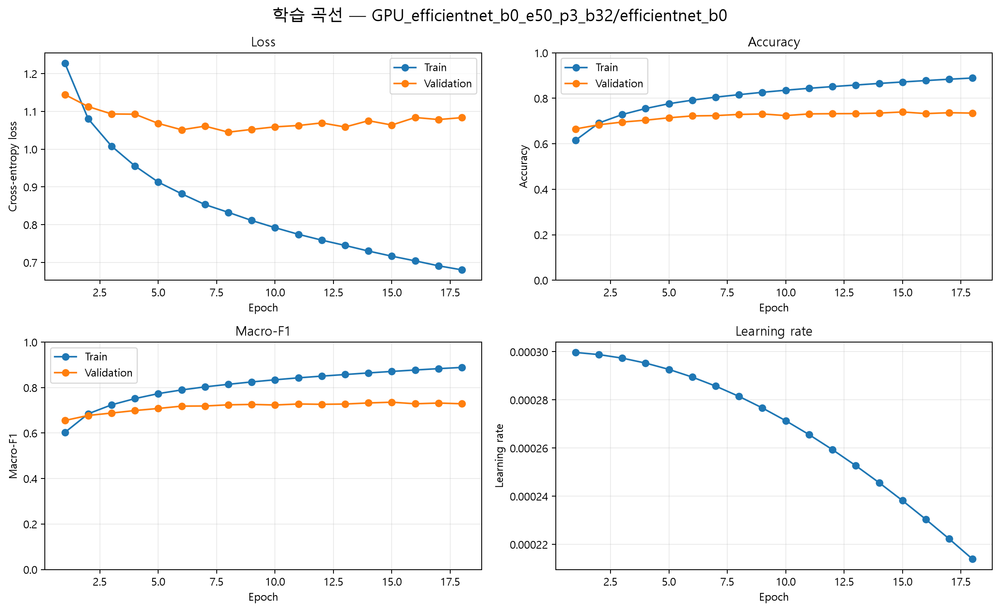 학습 곡선 — GPU_efficientnet_b0_e50_p3_b32/efficientnet_b0
Loss
Cross-entropy loss
1.2
1.1
1.0
0.9
0.8
0.7
Train
Validation
2.5 5.0 7.5 10.0 12.5 15.0 17.5
Epoch
Accuracy
Accuracy
1.0
0.8
0.6
0.4
0.2
0.0
Train
Validation
2.5 5.0 7.5 10.0 12.5 15.0 17.5
Epoch
Macro-F1
Macro-F1
1.0
0.8
0.6
0.4
0.2
0.0
Train
Validation
2.5 5.0 7.5 10.0 12.5 15.0 17.5
Epoch
Learning rate
Learning rate
0.00030
0.00028
0.00026
0.00024
0.00022
2.5 5.0 7.5 10.0 12.5 15.0 17.5
Epoch